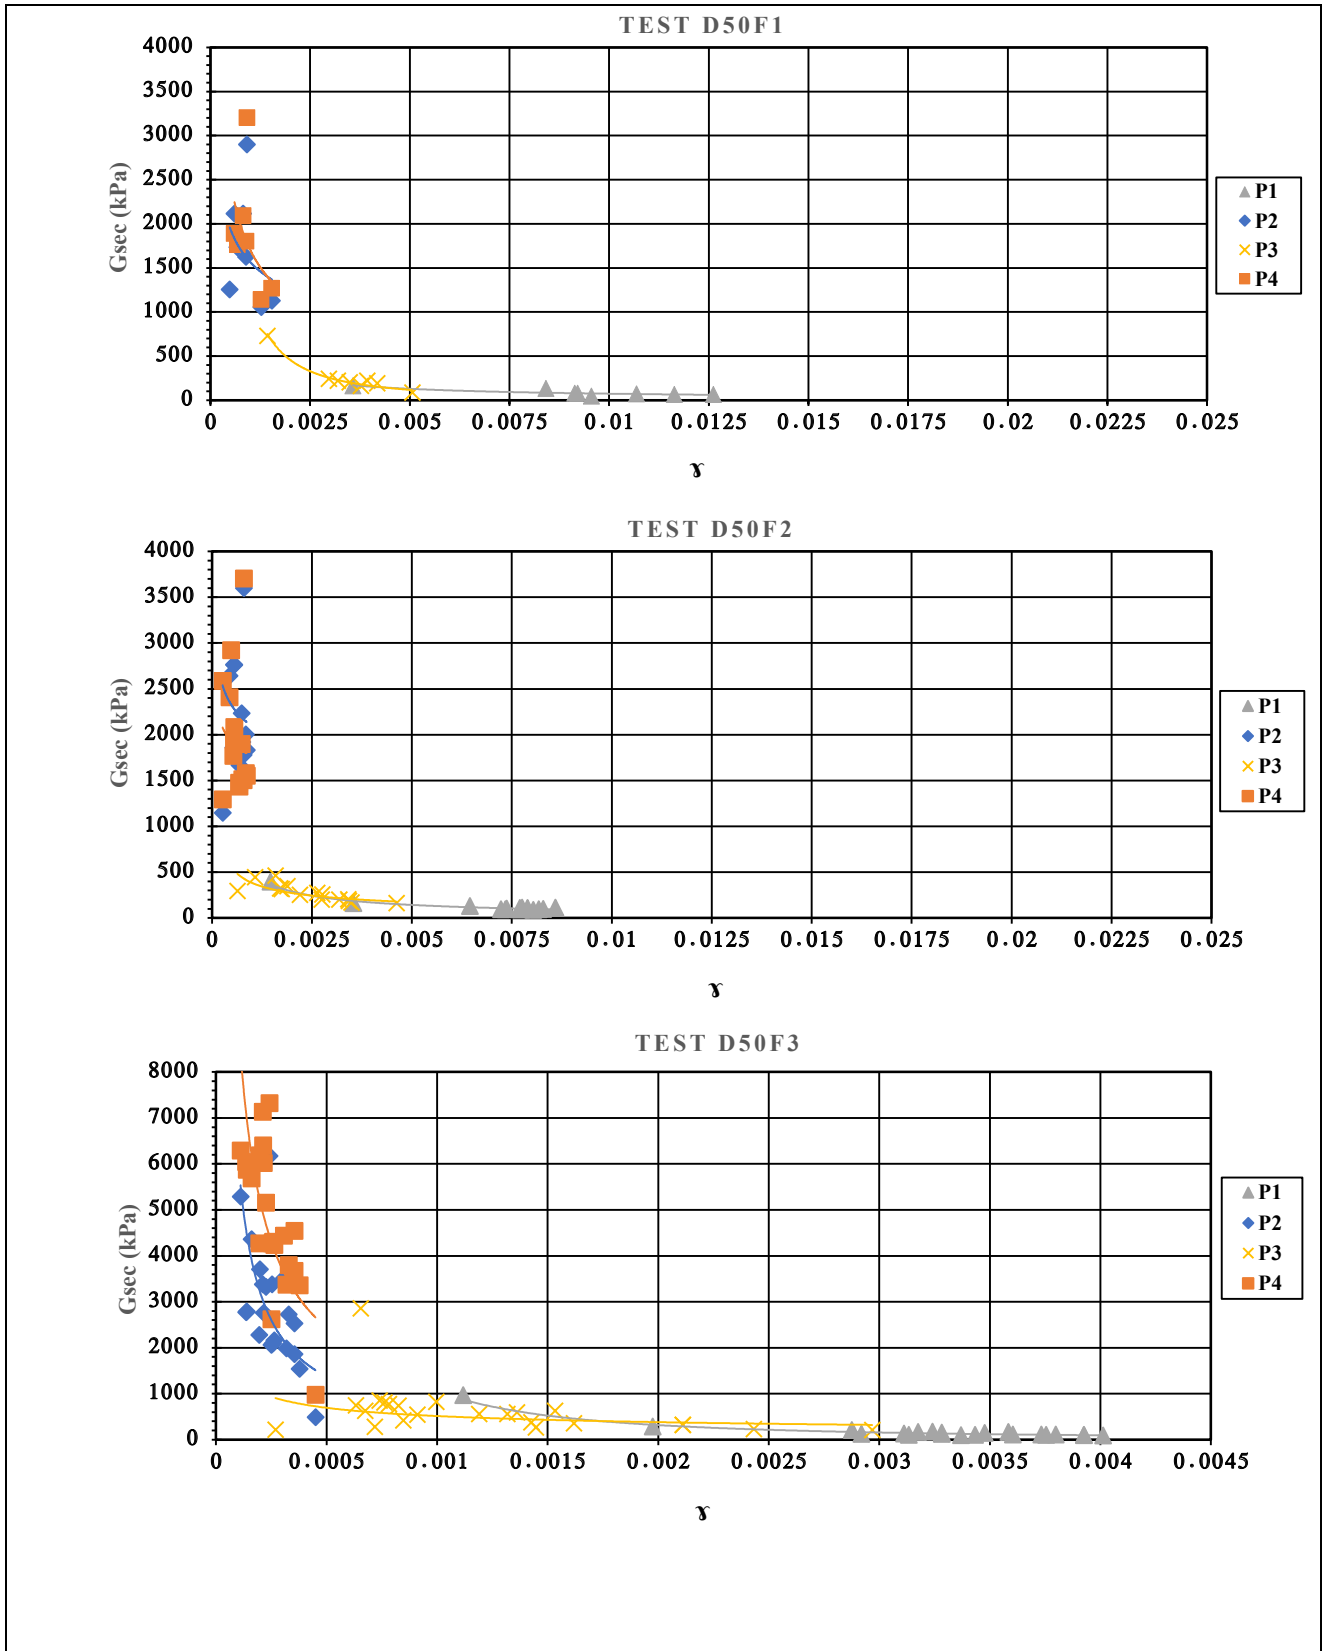 TEST D50F1
4000
3500
3000
2500
2000
1500
1000
500
0
Gsec (kPa)
0 0.0025 0.005 0.0075 0.01 0.0125 0.015 0.0175 0.02 0.0225 0.025
ɤ
P1
P2
P3
P4
TEST D50F2
4000
3500
3000
2500
2000
1500
1000
500
0
Gsec (kPa)
0 0.0025 0.005 0.0075 0.01 0.0125 0.015 0.0175 0.02 0.0225 0.025
ɤ
P1
P2
P3
P4
TEST D50F3
8000
7000
6000
5000
4000
3000
2000
1000
0
Gsec (kPa)
0 0.0005 0.001 0.0015 0.002 0.0025 0.003 0.0035 0.004 0.0045
ɤ
P1
P2
P3
P4